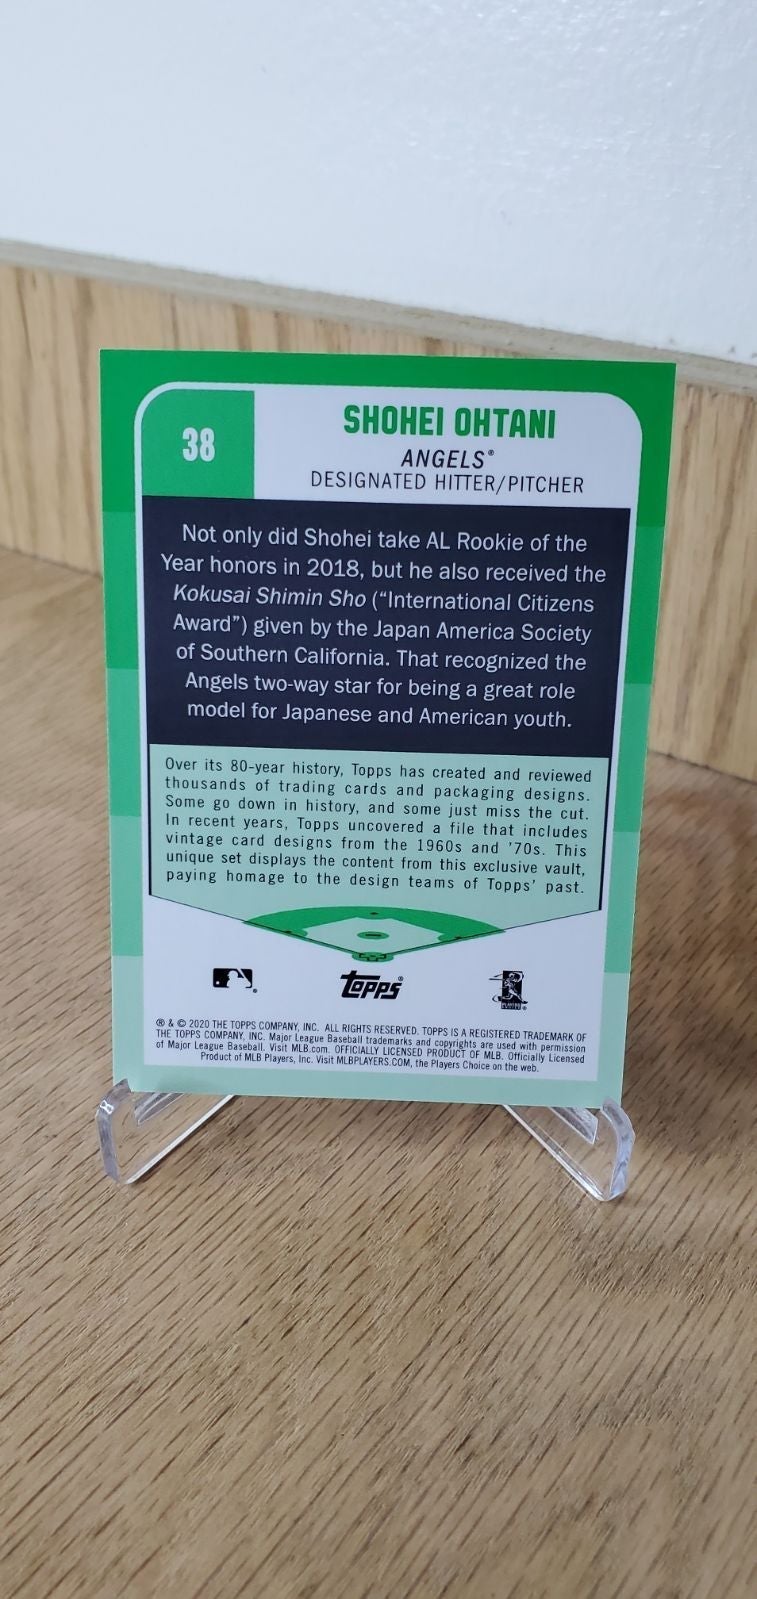 38
SHOHEI OHTANI
ANGELS®
DESIGNATED HITTER/PITCHER
Not only did Shohei take AL Rookie of the
Year honors in 2018, but he also received the
Kokusai Shimin Sho (“International Citizens
Award”) given by the Japan America Society
of Southern California. That recognized the
Angels two-way star for being a great role
model for Japanese and American youth.
Over its 80-year history, Topps has created and reviewed
thousands of trading cards and packaging designs.
Some go down in history, and some just miss the cut.
In recent years, Topps uncovered a file that includes
vintage card designs from the 1960s and ’70s. This
unique set displays the content from this exclusive vault,
paying homage to the design teams of Topps’ past.
Topps®
® & © 2020 THE TOPPS COMPANY, INC. ALL RIGHTS RESERVED. TOPPS IS A REGISTERED TRADEMARK OF
THE TOPPS COMPANY, INC. Major League Baseball trademarks and copyrights are used with permission
of Major League Baseball. Visit MLB.com. OFFICIALLY LICENSED PRODUCT OF MLB. Officially Licensed
Product of MLB Players, Inc. Visit MLBPLAYERS.COM, the Players Choice on the web.